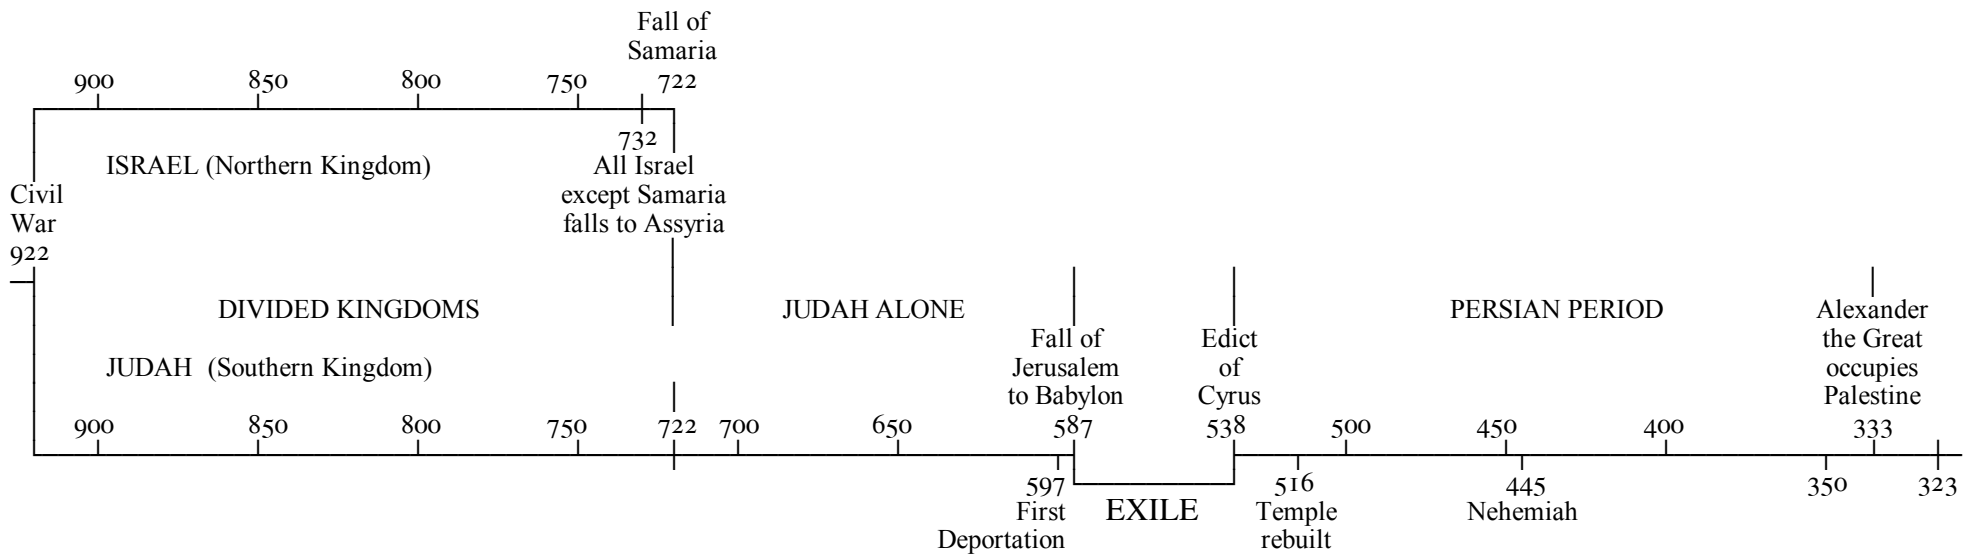 Fall of
Samaria
900 850 800 750 722
732
ISRAEL (Northern Kingdom)
All Israel
except Samaria
falls to Assyria
Civil
War
922
DIVIDED KINGDOMS
JUDAH ALONE
PERSIAN PERIOD
JUDAH (Southern Kingdom)
Fall of
Jerusalem
to Babylon
Edict
of
Cyrus
Alexander
the Great
occupies
Palestine
900 850 800 750 722 700 650 587 538 500 450 400 333
597
First
Deportation
EXILE
516
Temple
rebuilt
445
Nehemiah
350
323